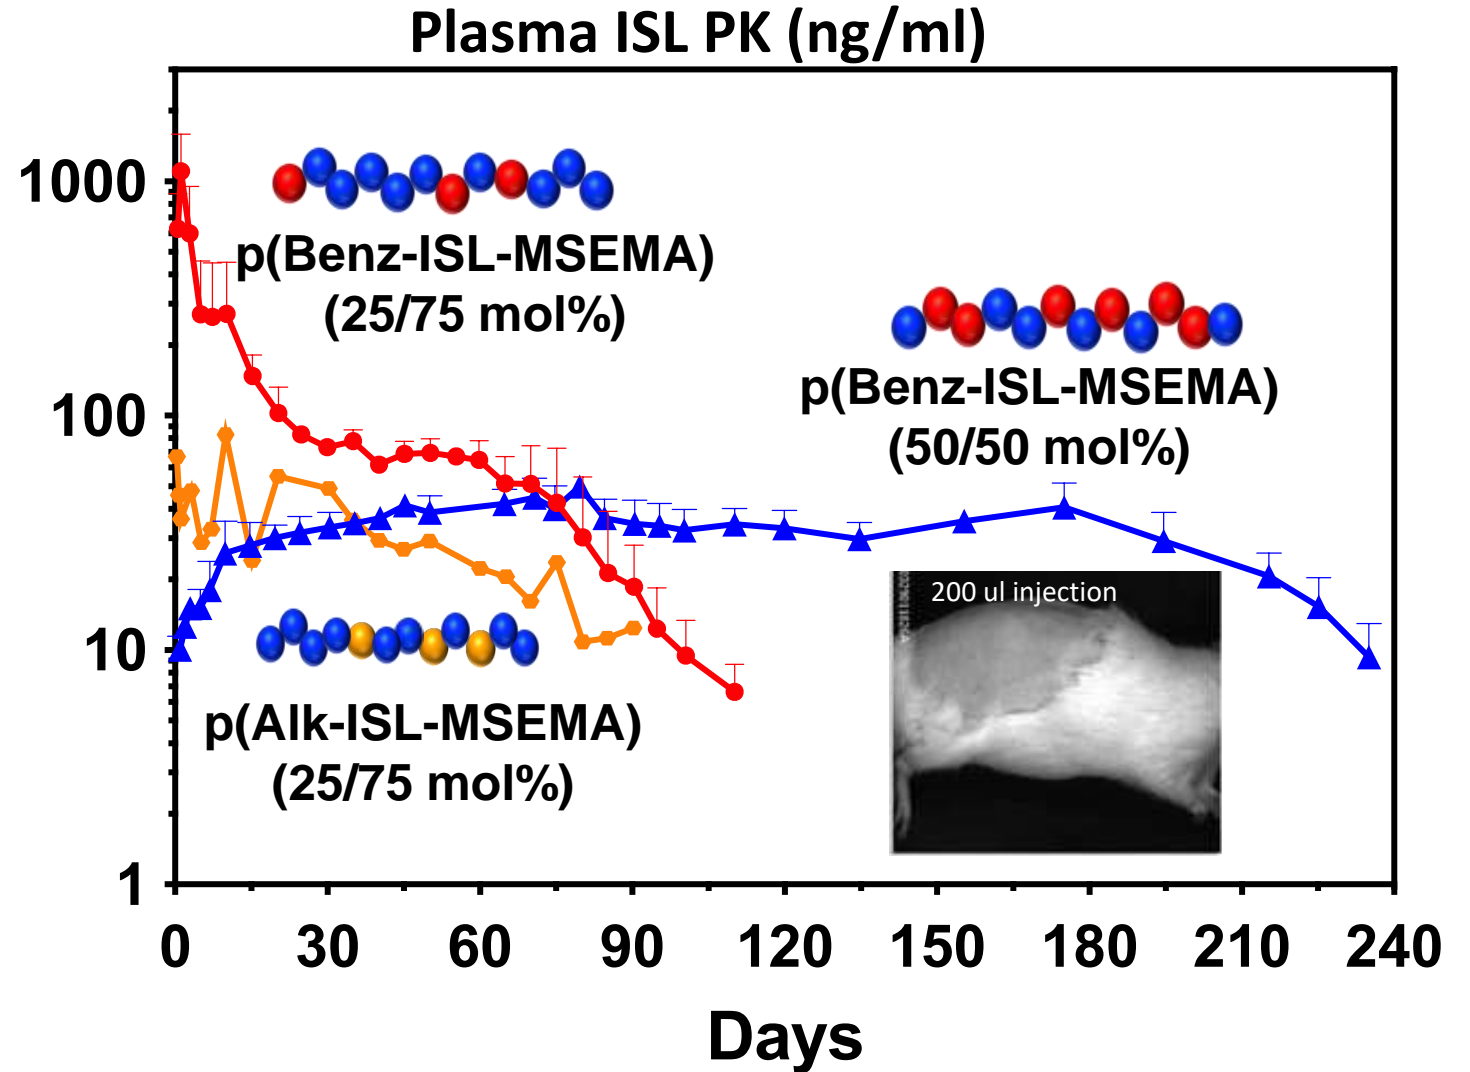 Plasma ISL PK (ng/ml)
1000
100
10
1
p(Benz-ISL-MSEMA)
(25/75 mol%)
p(Benz-ISL-MSEMA)
(50/50 mol%)
p(Alk-ISL-MSEMA)
(25/75 mol%)
200 ul injection
0 30 60 90 120 150 180 210 240
Days